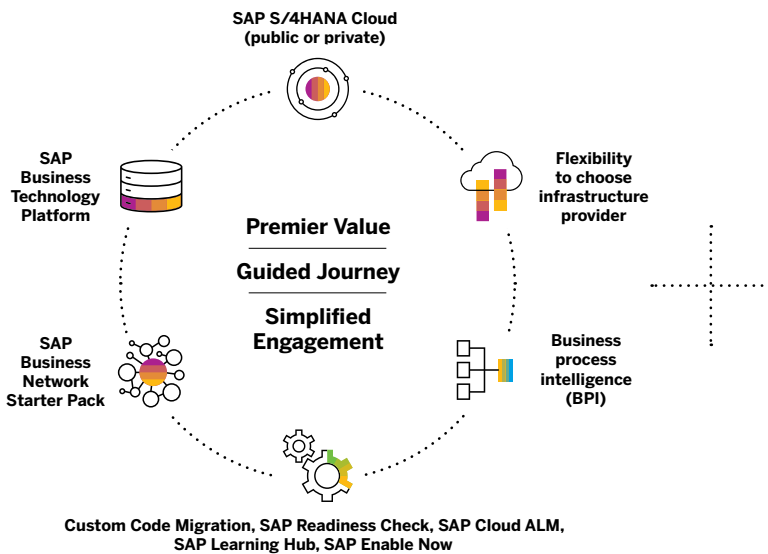 SAP S/4HANA Cloud
(public or private)
SAP
Business
Technology
Platform
Flexibility
to choose
infrastructure
provider
Premier Value
Guided Journey
Simplified
Engagement
SAP
Business
Network
Starter Pack
Business
process
intelligence
(BPI)
Custom Code Migration, SAP Readiness Check, SAP Cloud ALM,
SAP Learning Hub, SAP Enable Now